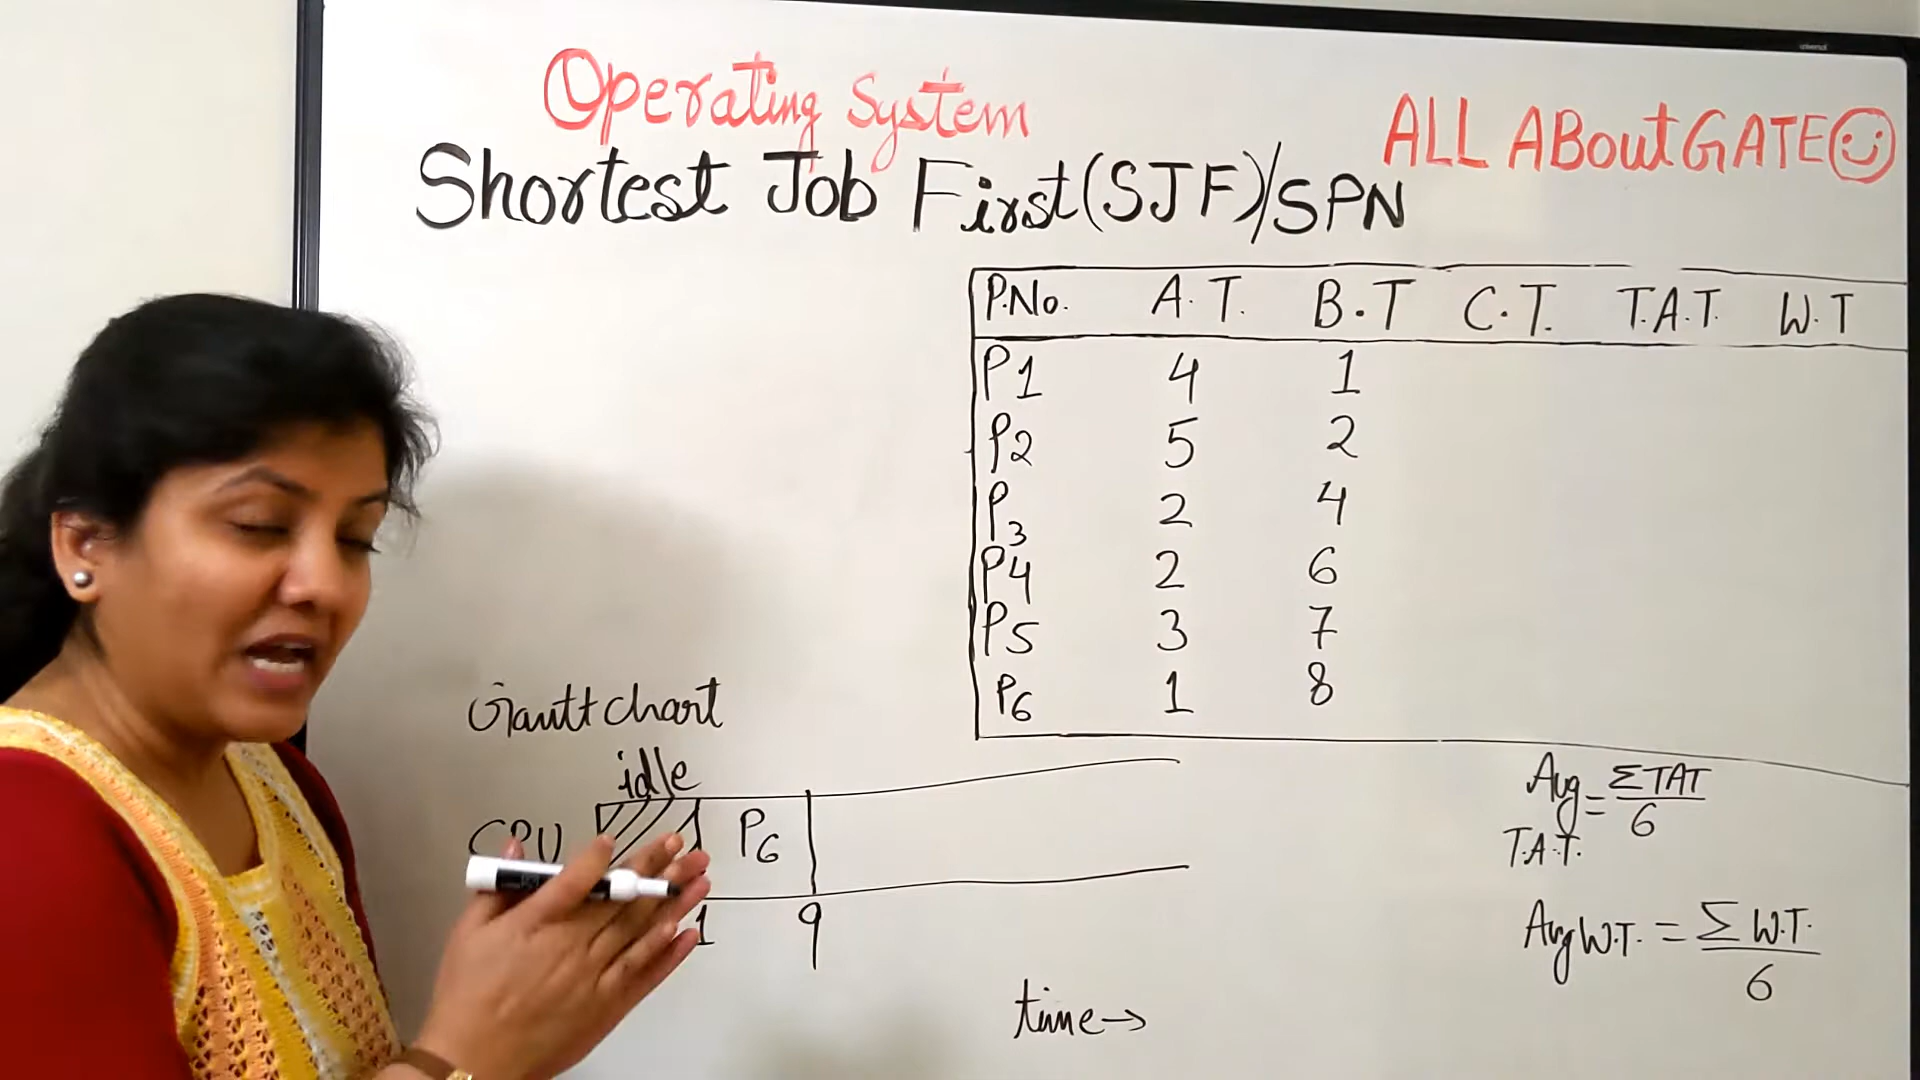 Operating System
ALL ABout GATE
Shortest Job First(SJF)/SPN
P.No. A.T. B.T C.T. T.A.T. W.T
P1 4 1
P2 5 2
P3 2 4
P4 2 6
P5 3 7
P6 1 8
Gantt chart
idle
CPU P6
1 9
time→
Avg T.A.T. = ΣTAT/6
Avg W.T. = ΣW.T./6